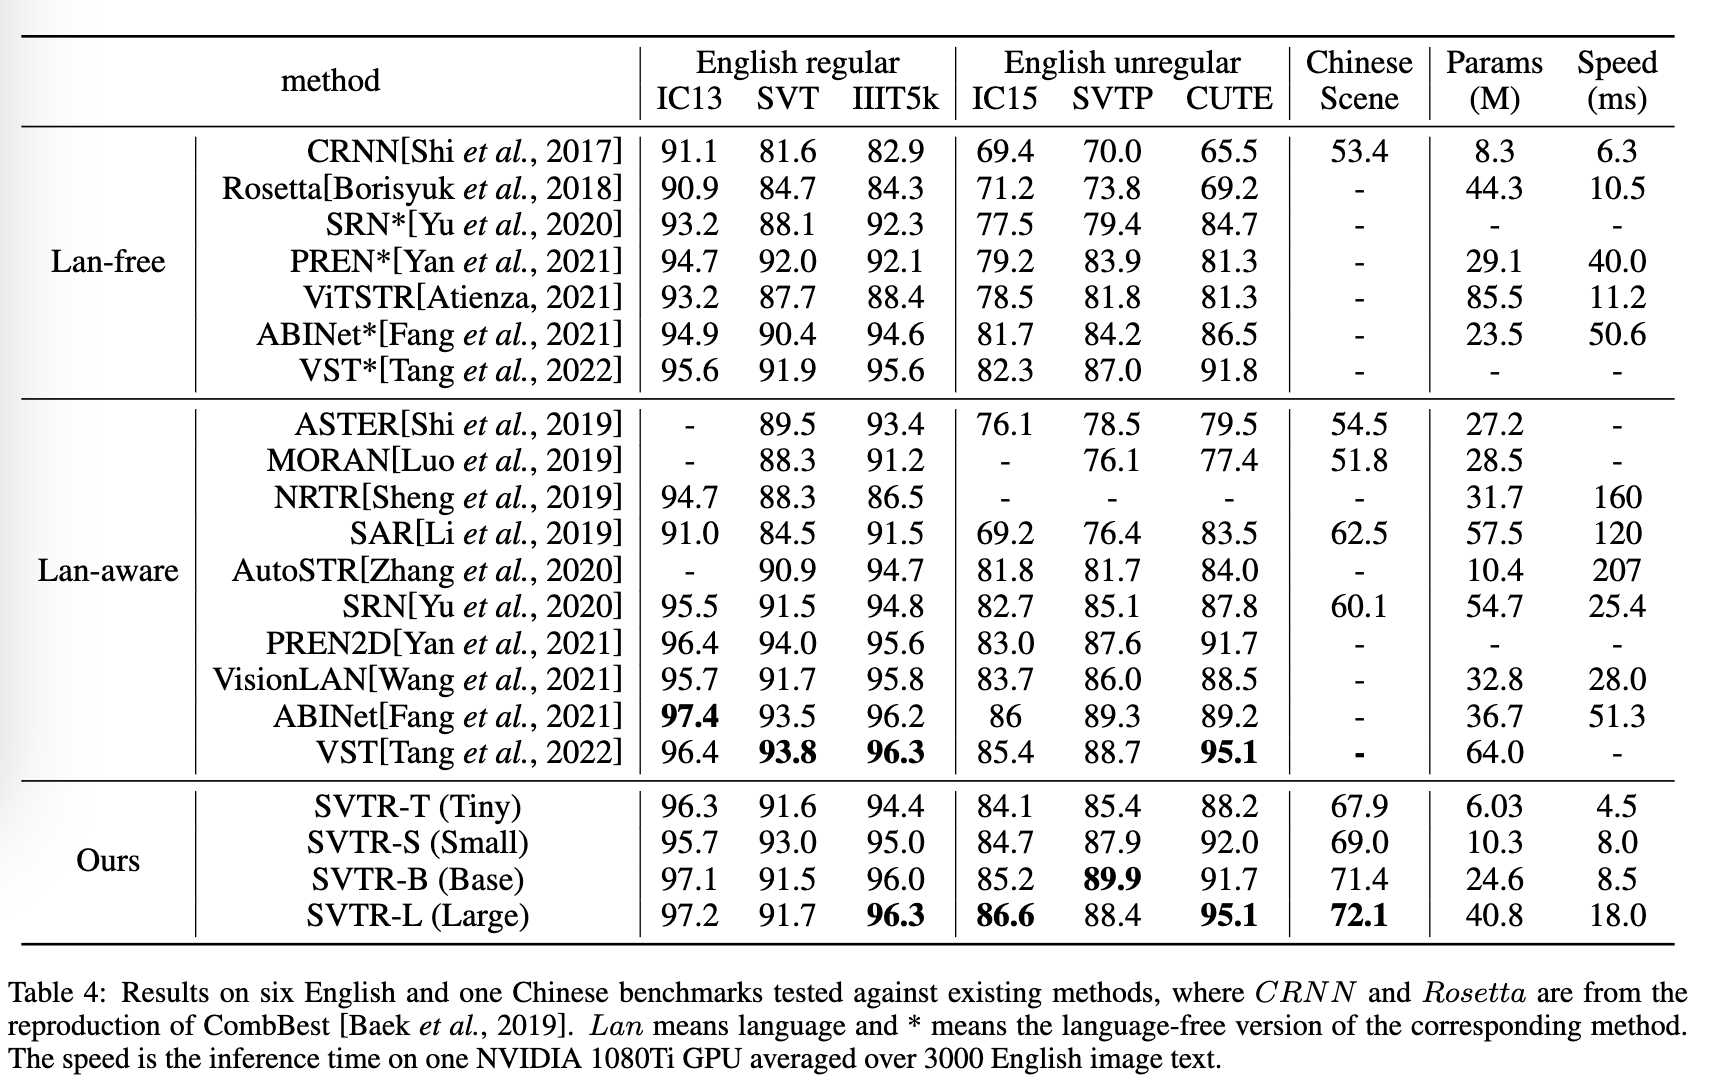 method English regular English unregular Chinese Params Speed
IC13 SVT IIIT5k IC15 SVTP CUTE Scene (M) (ms)
Lan-free
CRNN[Shi et al., 2017] 91.1 81.6 82.9 69.4 70.0 65.5 53.4 8.3 6.3
Rosetta[Borisyuk et al., 2018] 90.9 84.7 84.3 71.2 73.8 69.2 - 44.3 10.5
SRN*[Yu et al., 2020] 93.2 88.1 92.3 77.5 79.4 84.7 - - -
PREN*[Yan et al., 2021] 94.7 92.0 92.1 79.2 83.9 81.3 - 29.1 40.0
ViTSTR[Atienza, 2021] 93.2 87.7 88.4 78.5 81.8 81.3 - 85.5 11.2
ABINet*[Fang et al., 2021] 94.9 90.4 94.6 81.7 84.2 86.5 - 23.5 50.6
VST*[Tang et al., 2022] 95.6 91.9 95.6 82.3 87.0 91.8 - - -
Lan-aware
ASTER[Shi et al., 2019] - 89.5 93.4 76.1 78.5 79.5 54.5 27.2 -
MORAN[Luo et al., 2019] - 88.3 91.2 - 76.1 77.4 51.8 28.5 -
NRTR[Sheng et al., 2019] 94.7 88.3 86.5 - - - - 31.7 160
SAR[Li et al., 2019] 91.0 84.5 91.5 69.2 76.4 83.5 62.5 57.5 120
AutoSTR[Zhang et al., 2020] - 90.9 94.7 81.8 81.7 84.0 - 10.4 207
SRN[Yu et al., 2020] 95.5 91.5 94.8 82.7 85.1 87.8 60.1 54.7 25.4
PREN2D[Yan et al., 2021] 96.4 94.0 95.6 83.0 87.6 91.7 - - -
VisionLAN[Wang et al., 2021] 95.7 91.7 95.8 83.7 86.0 88.5 - 32.8 28.0
ABINet[Fang et al., 2021] 97.4 93.5 96.2 86 89.3 89.2 - 36.7 51.3
VST[Tang et al., 2022] 96.4 93.8 96.3 85.4 88.7 95.1 - 64.0 -
Ours
SVTR-T (Tiny) 96.3 91.6 94.4 84.1 85.4 88.2 67.9 6.03 4.5
SVTR-S (Small) 95.7 93.0 95.0 84.7 87.9 92.0 69.0 10.3 8.0
SVTR-B (Base) 97.1 91.5 96.0 85.2 89.9 91.7 71.4 24.6 8.5
SVTR-L (Large) 97.2 91.7 96.3 86.6 88.4 95.1 72.1 40.8 18.0
Table 4: Results on six English and one Chinese benchmarks tested against existing methods, where CRNN and Rosetta are from the
reproduction of CombBest [Baek et al., 2019]. Lan means language and * means the language-free version of the corresponding method.
The speed is the inference time on one NVIDIA 1080Ti GPU averaged over 3000 English image text.